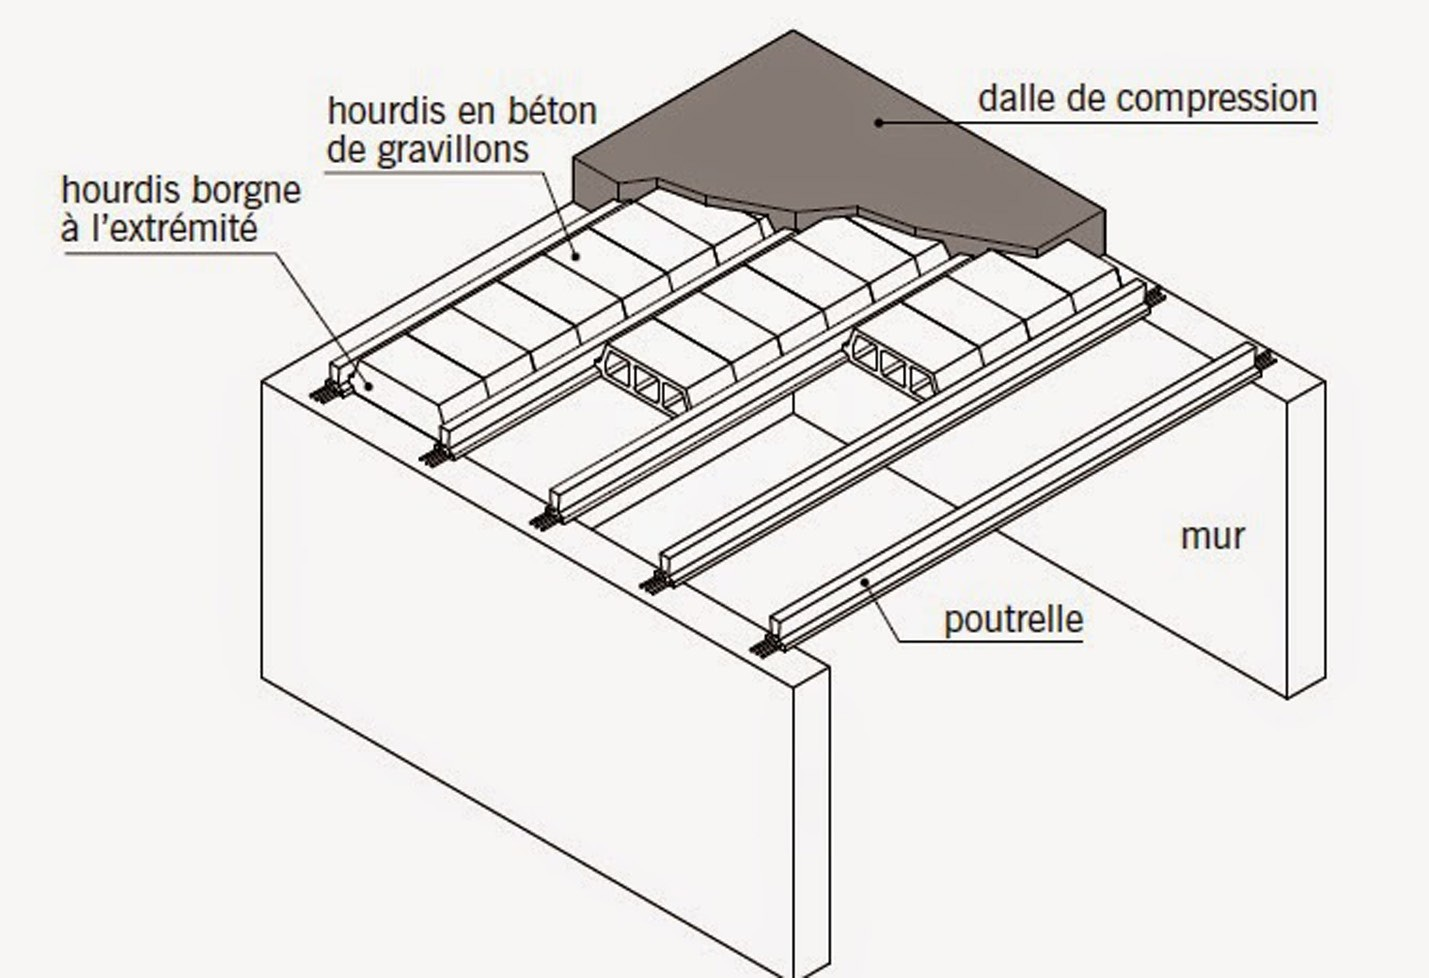 dalle de compression
hourdis en béton
de gravillons
hourdis borgne
à l'extrémité
mur
poutrelle